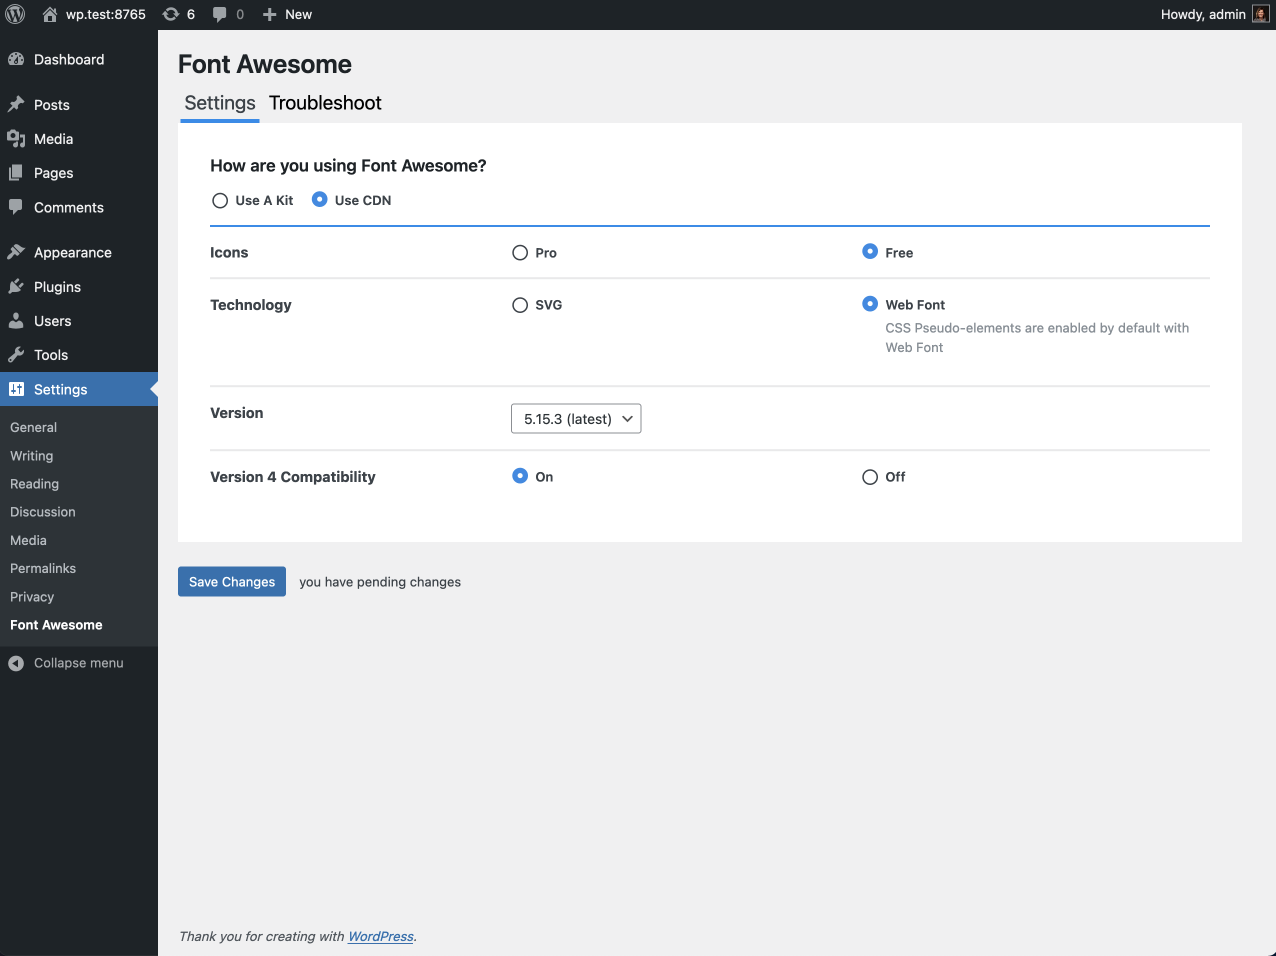 wp.test:8765 6 0 New Howdy, admin
Dashboard
Posts
Media
Pages
Comments
Appearance
Plugins
Users
Tools
Settings
General
Writing
Reading
Discussion
Media
Permalinks
Privacy
Font Awesome
Collapse menu
Font Awesome
Settings Troubleshoot
How are you using Font Awesome?
Use A Kit Use CDN
Icons Pro Free
Technology SVG Web Font
CSS Pseudo-elements are enabled by default with
Web Font
Version 5.15.3 (latest)
Version 4 Compatibility On Off
Save Changes you have pending changes
Thank you for creating with WordPress.